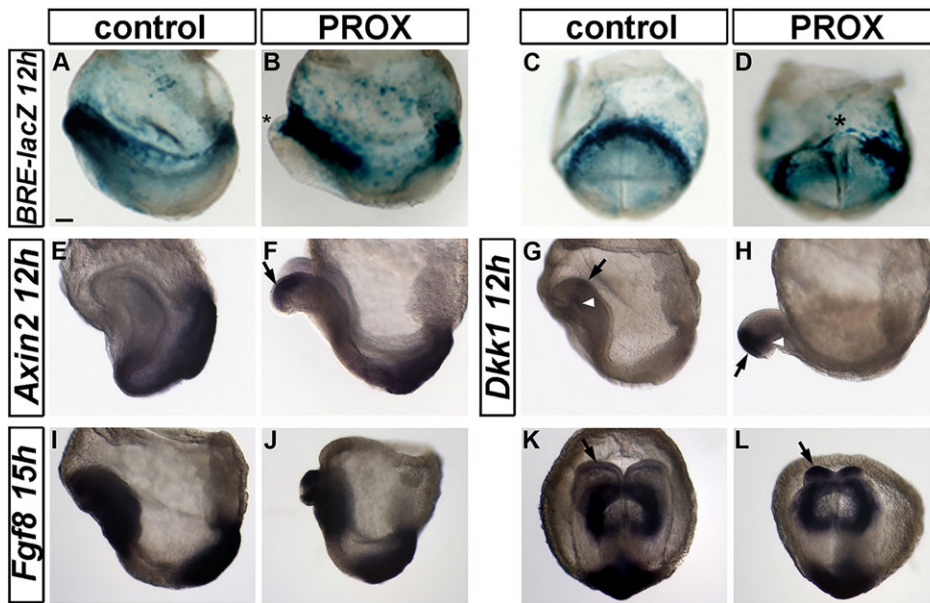 control PROX control PROX
BRE-lacZ 12h
A B * C D *
Axin2 12h
E F
Dkk1 12h
G H
Fgf8 15h
I J K L